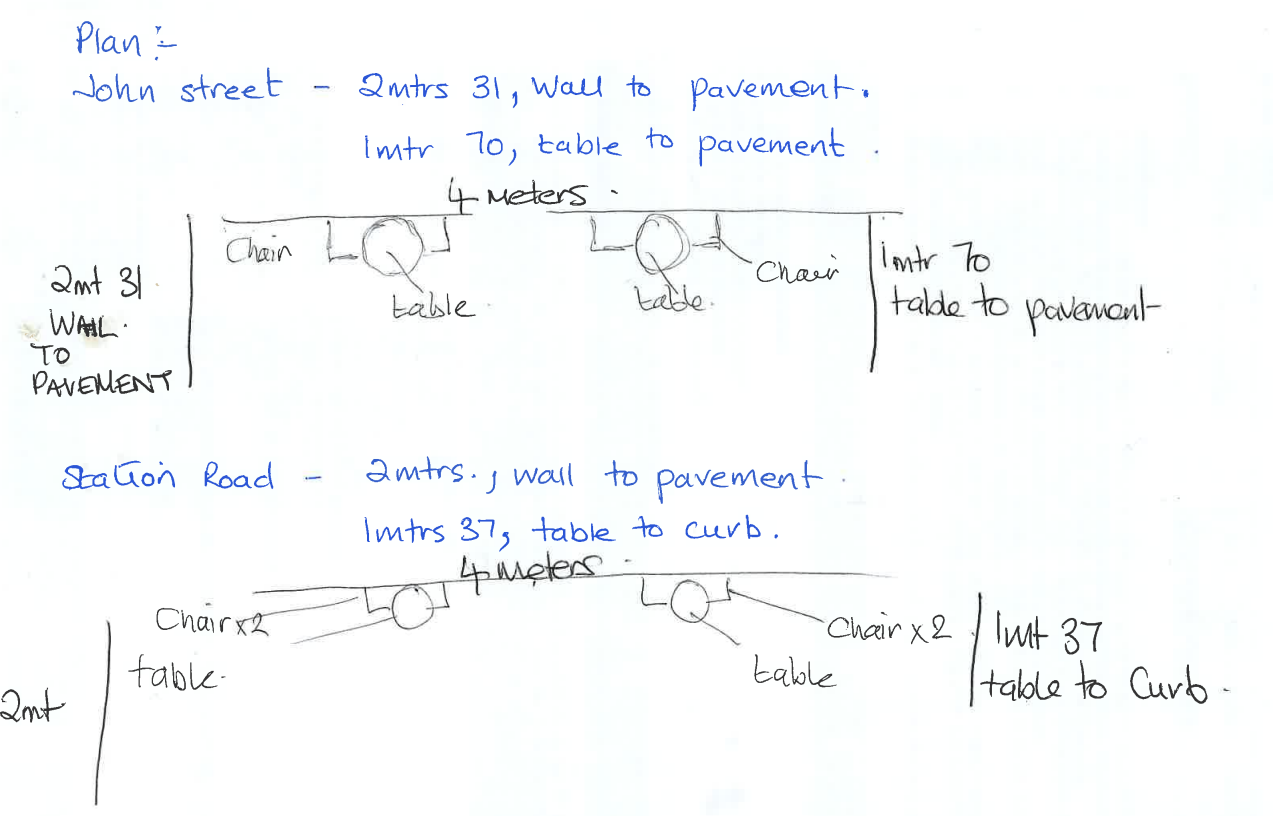 Plan :-
John street - 2mtrs 31, Wall to pavement.
1mtr 70, table to pavement.
4 Meters.
Chair
Chair
table.
table.
2mt 31
WALL.
TO
PAVEMENT
1mtr 70
table to pavement
Station Road - 2mtrs., wall to pavement.
1mtrs 37, table to curb.
4 Meters.
Chair x2
table.
Chair x2
table
2mt
1mt 37
table to Curb.